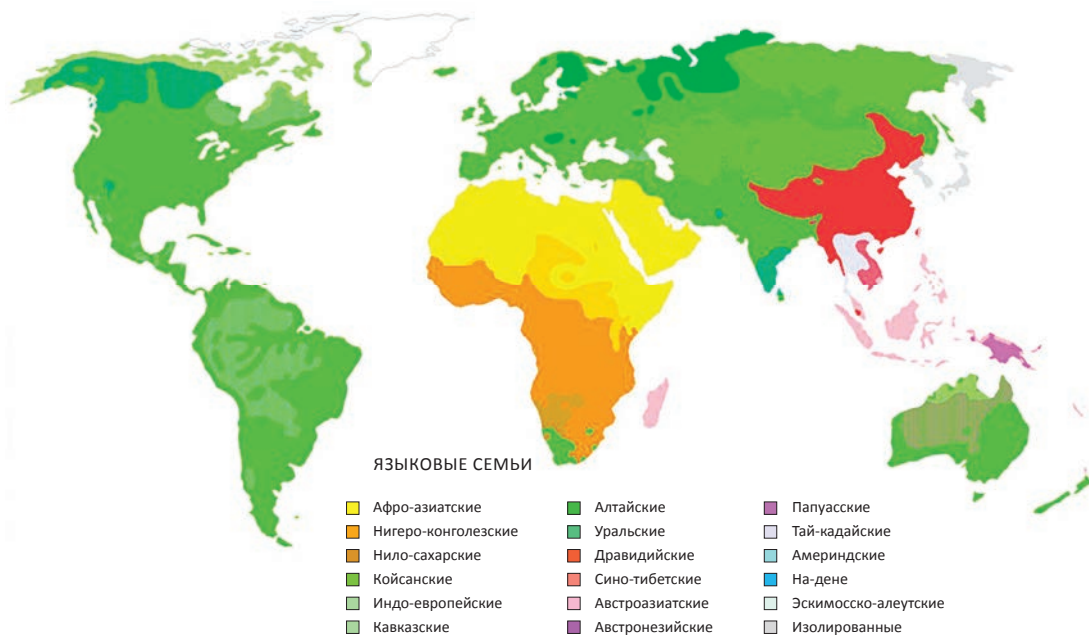 ЯЗЫКОВЫЕ СЕМЬИ
Афро-азиатские
Нигеро-конголезские
Нило-сахарские
Койсанские
Индо-европейские
Кавказские
Алтайские
Уральские
Дравидийские
Сино-тибетские
Австроазиатские
Австронезийские
Папуасские
Тай-кадайские
Америндские
На-дене
Эскимосско-алеутские
Изолированные